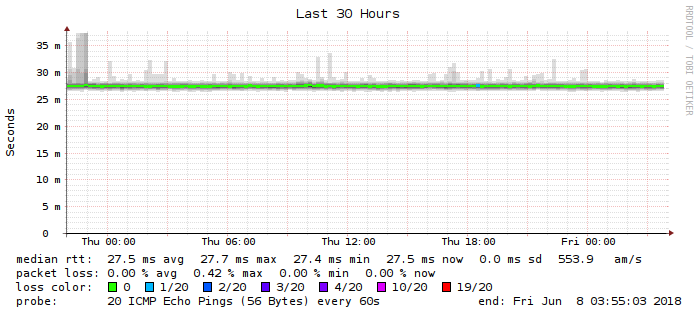 Last 30 Hours
RRDTOOL / TOBI OETIKER
Seconds
35 m
30 m
25 m
20 m
15 m
10 m
5 m
0
Thu 00:00 Thu 06:00 Thu 12:00 Thu 18:00 Fri 00:00
median rtt: 27.5 ms avg 27.7 ms max 27.4 ms min 27.5 ms now 0.0 ms sd 553.9 am/s
packet loss: 0.00 % avg 0.42 % max 0.00 % min 0.00 % now
loss color: 0 1/20 2/20 3/20 4/20 10/20 19/20
probe: 20 ICMP Echo Pings (56 Bytes) every 60s end: Fri Jun 8 03:55:03 2018